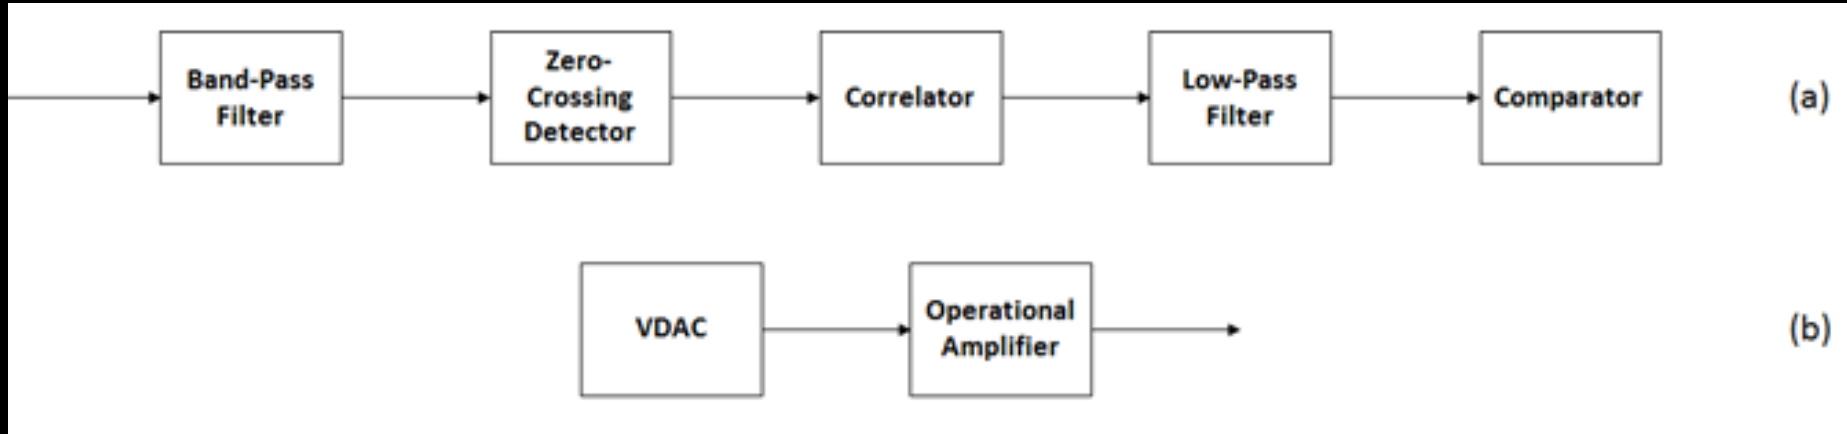 Band-Pass
Filter
Zero-
Crossing
Detector
Correlator
Low-Pass
Filter
Comparator
(a)
VDAC
Operational
Amplifier
(b)